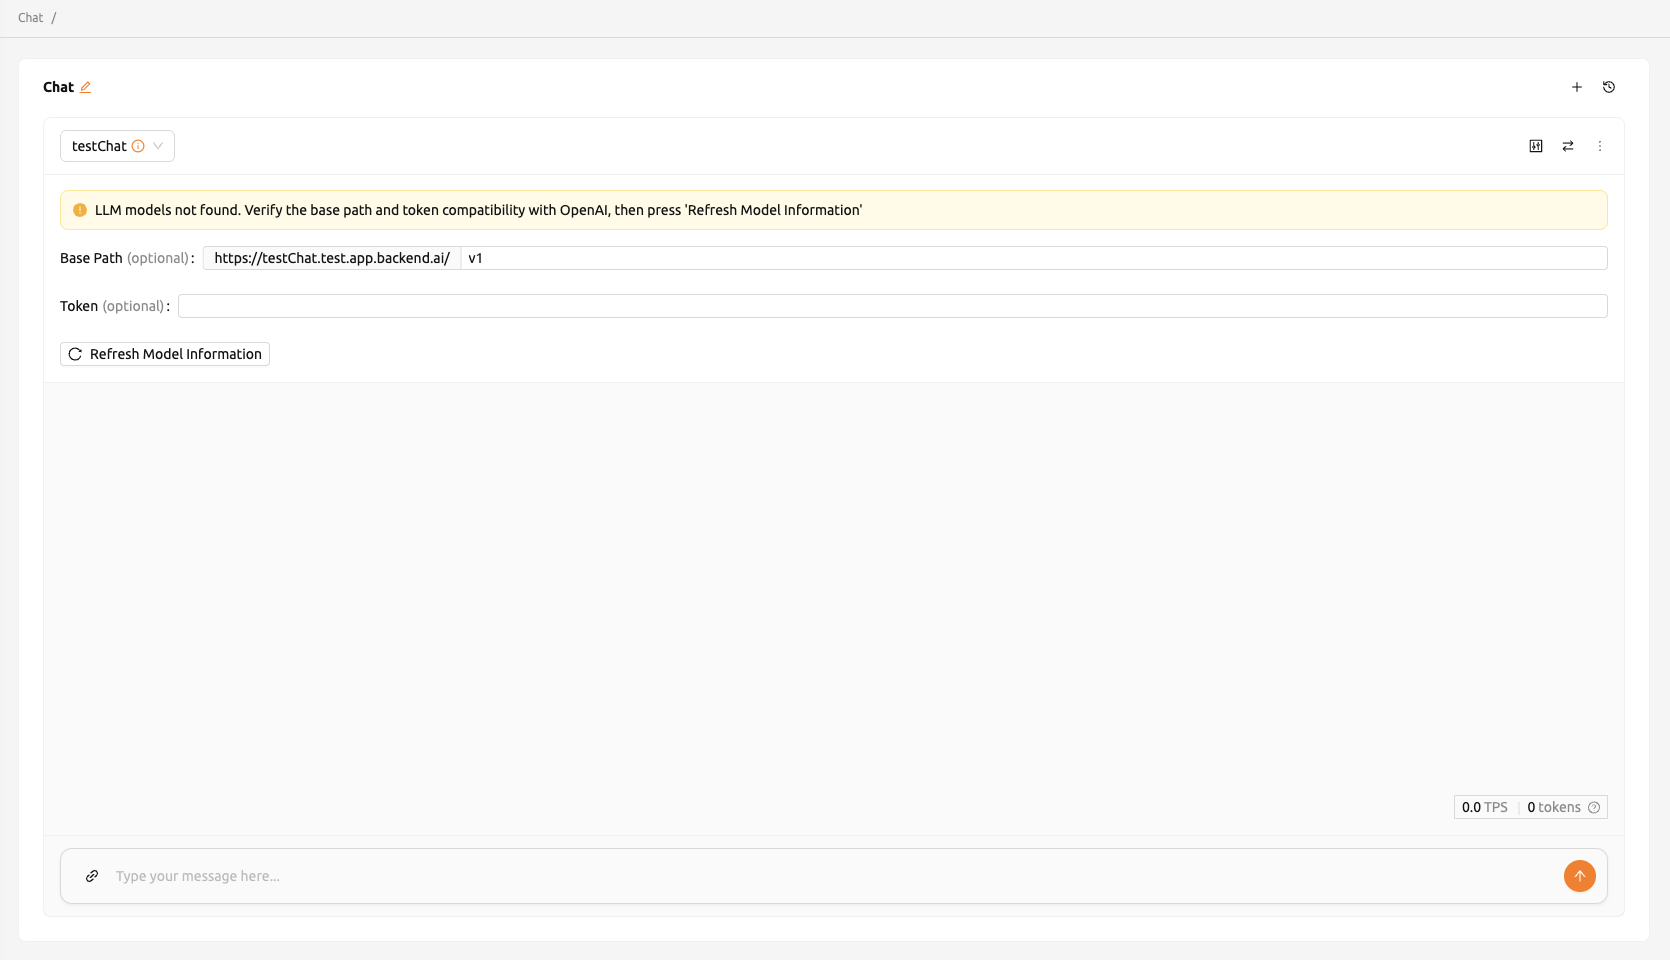 Chat /
Chat
testChat
LLM models not found. Verify the base path and token compatibility with OpenAI, then press 'Refresh Model Information'
Base Path (optional) : https://testChat.test.app.backend.ai/ v1
Token (optional) :
Refresh Model Information
0.0 TPS 0 tokens
Type your message here...